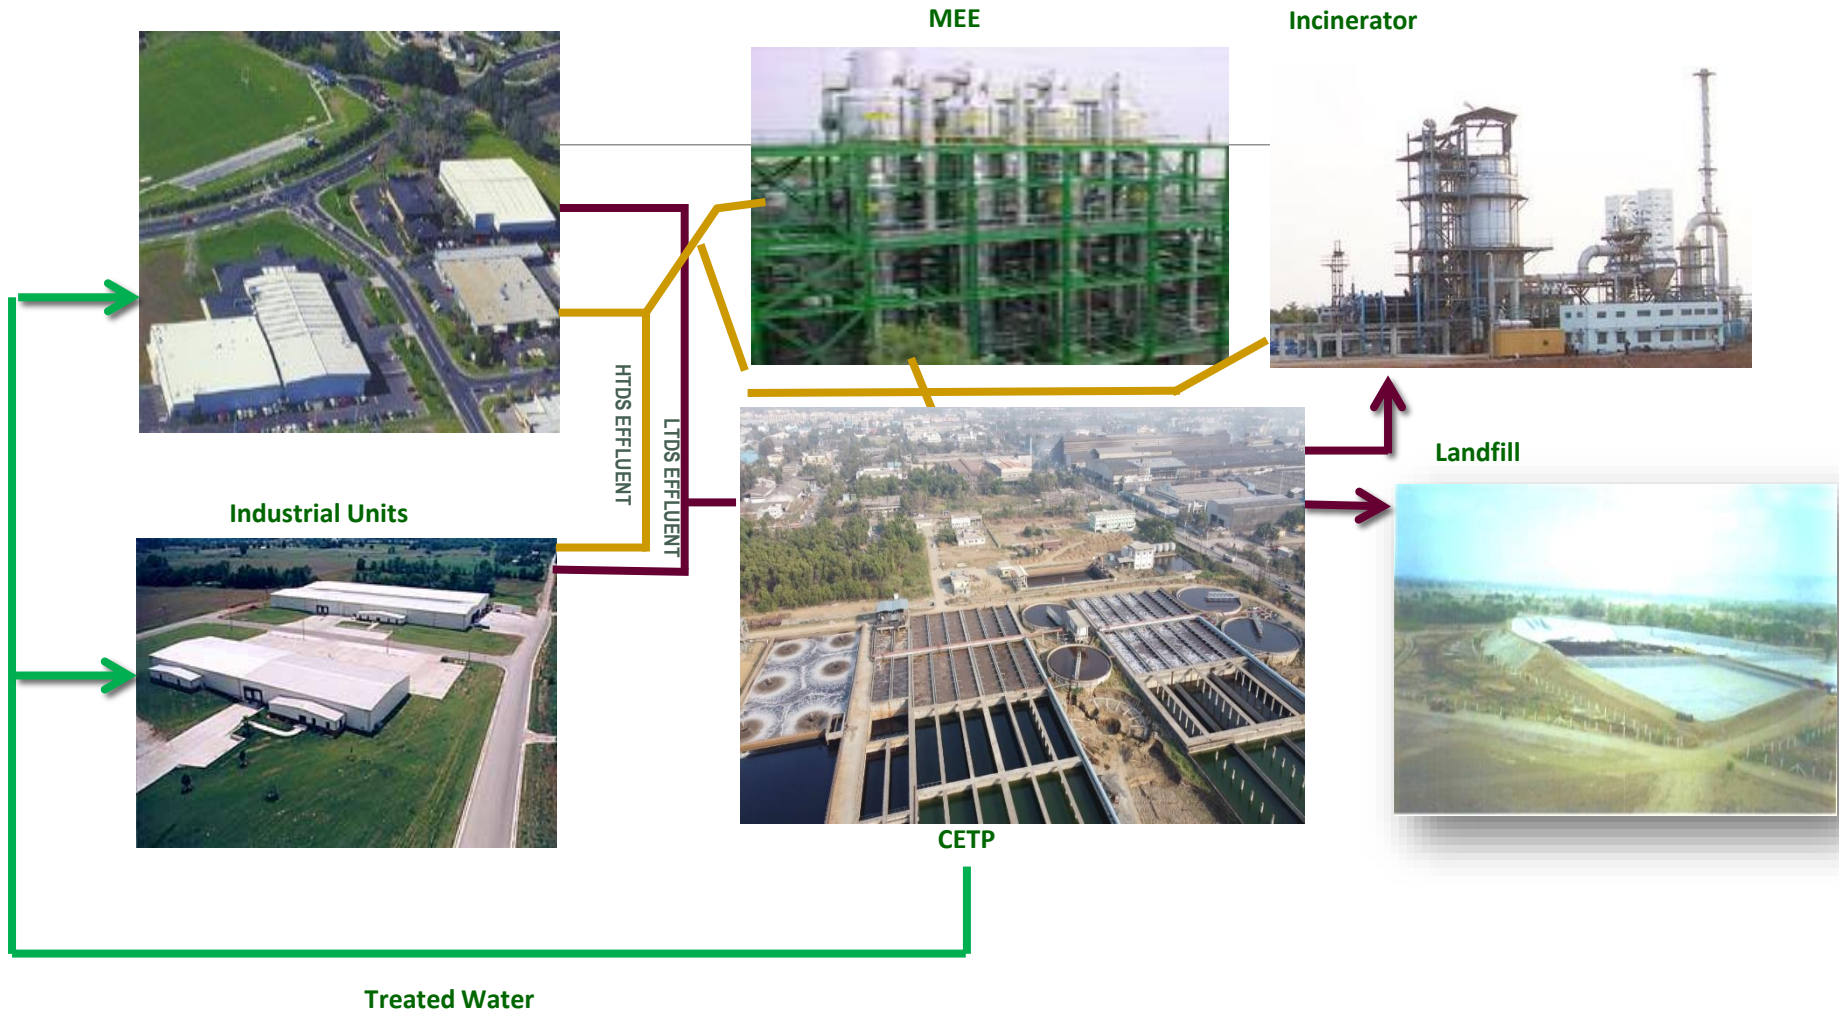 MEE
Incinerator
HTDS EFFLUENT
LTDS EFFLUENT
Landfill
Industrial Units
CETP
Treated Water